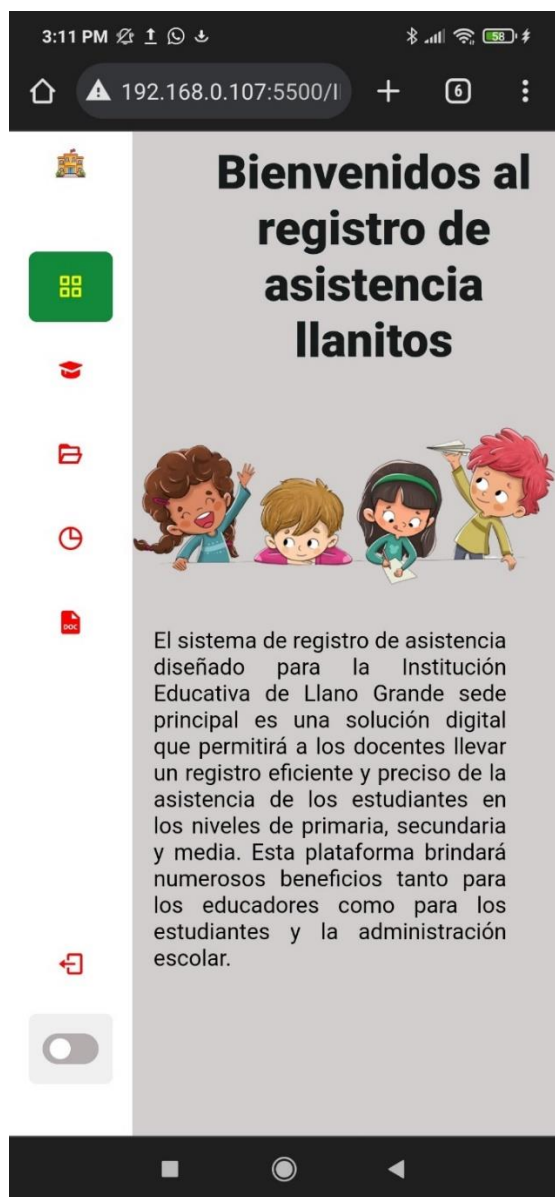 3:11 PM
58
192.168.0.107:5500/I
6
Bienvenidos al
registro de
asistencia
llanitos
DOC
El sistema de registro de asistencia
diseñado para la Institución
Educativa de Llano Grande sede
principal es una solución digital
que permitirá a los docentes llevar
un registro eficiente y preciso de la
asistencia de los estudiantes en
los niveles de primaria, secundaria
y media. Esta plataforma brindará
numerosos beneficios tanto para
los educadores como para los
estudiantes y la administración
escolar.